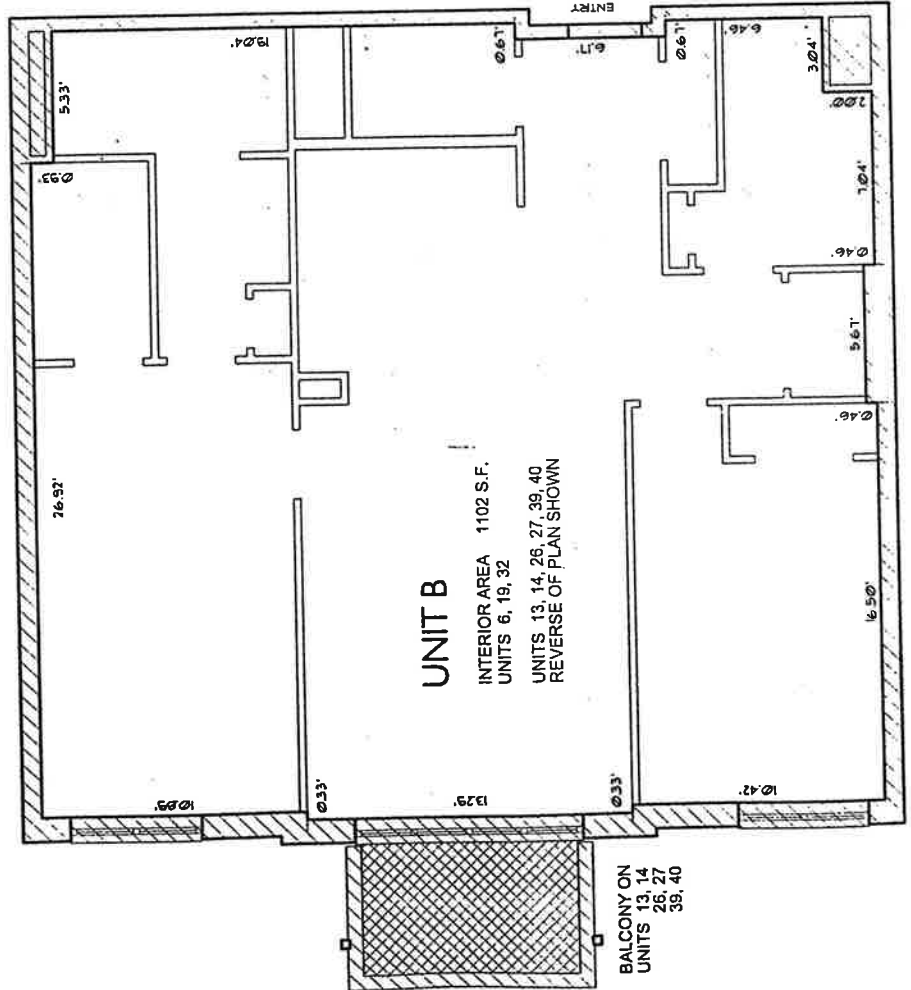 ENTRY
5.33'
19.04'
0.67'
6.17'
0.67'
6.46'
3.04'
2.00'
0.93'
7.04'
0.46'
5.67'
0.46'
26.92'
UNIT B
INTERIOR AREA 1102 S.F.
UNITS 6, 19, 32
UNITS 13, 14, 26, 27, 39, 40
REVERSE OF PLAN SHOWN
16.50'
0.33'
13.29'
0.33'
10.42'
BALCONY ON
UNITS 13, 14
26, 27
39, 40